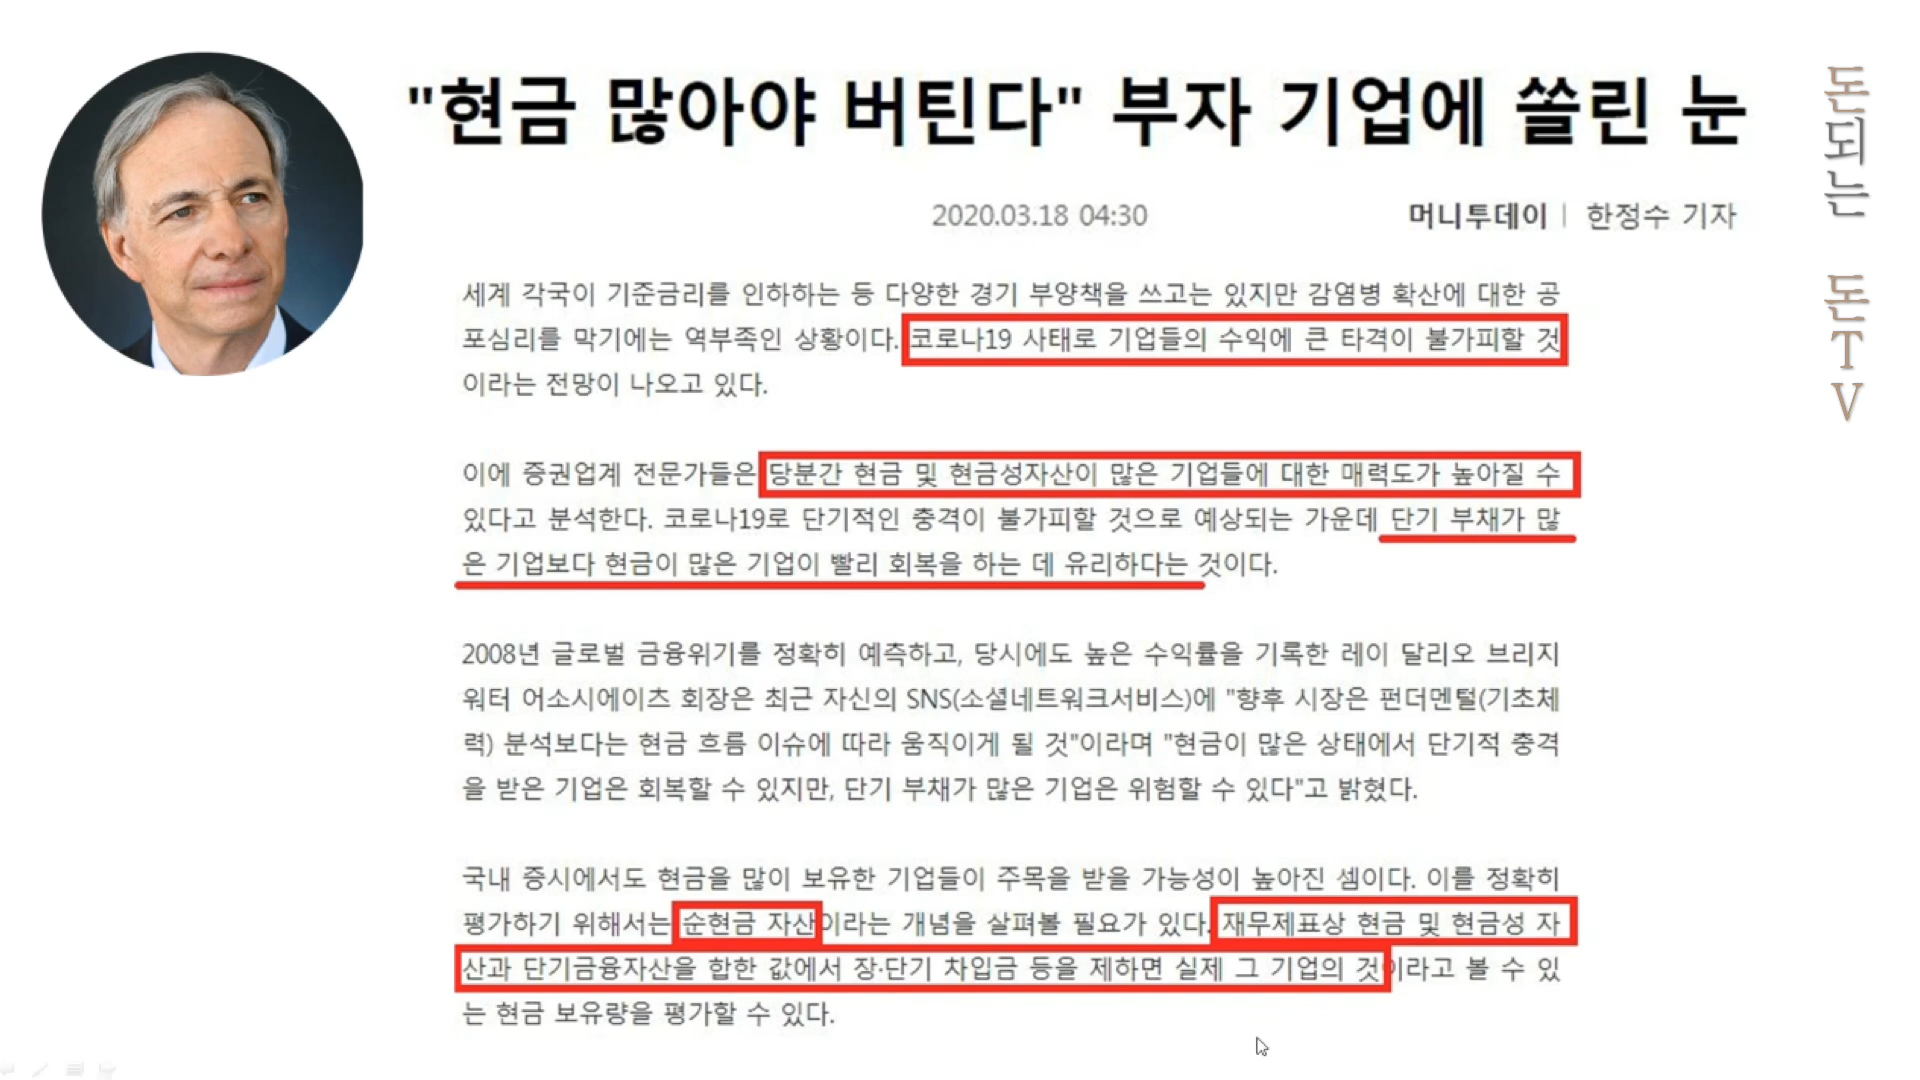 "현금 많아야 버틴다" 부자 기업에 쏠린 눈
2020.03.18 04:30
머니투데이 | 한정수 기자
세계 각국이 기준금리를 인하하는 등 다양한 경기 부양책을 쓰고는 있지만 감염병 확산에 대한 공
포심리를 막기에는 역부족인 상황이다. 코로나19 사태로 기업들의 수익에 큰 타격이 불가피할 것
이라는 전망이 나오고 있다.
이에 증권업계 전문가들은 당분간 현금 및 현금성자산이 많은 기업들에 대한 매력도가 높아질 수
있다고 분석한다. 코로나19로 단기적인 충격이 불가피할 것으로 예상되는 가운데 단기 부채가 많
은 기업보다 현금이 많은 기업이 빨리 회복을 하는 데 유리하다는 것이다.
2008년 글로벌 금융위기를 정확히 예측하고, 당시에도 높은 수익률을 기록한 레이 달리오 브리지
워터 어소시에이츠 회장은 최근 자신의 SNS(소셜네트워크서비스)에 "향후 시장은 펀더멘털(기초체
력) 분석보다는 현금 흐름 이슈에 따라 움직이게 될 것"이라며 "현금이 많은 상태에서 단기적 충격
을 받은 기업은 회복할 수 있지만, 단기 부채가 많은 기업은 위험할 수 있다"고 밝혔다.
국내 증시에서도 현금을 많이 보유한 기업들이 주목을 받을 가능성이 높아진 셈이다. 이를 정확히
평가하기 위해서는 순현금 자산이라는 개념을 살펴볼 필요가 있다. 재무제표상 현금 및 현금성 자
산과 단기금융자산을 합한 값에서 장·단기 차입금 등을 제하면 실제 그 기업의 것이라고 볼 수 있
는 현금 보유량을 평가할 수 있다.
돈되는 돈TV